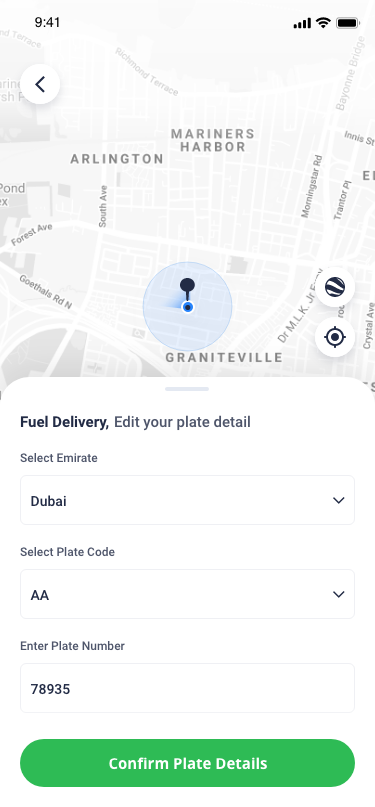 9:41
Richmond Terrace
Bayonne Bridge
MARINERS
HARBOR
ARLINGTON
Innis St
Pond
South Ave
Morningstar Rd
Trantor Pl
Forest Ave
Goethals Rd N
Dr M.L.K. Jr E
Crystal Ave
GRANITEVILLE
Fuel Delivery, Edit your plate detail
Select Emirate
Dubai
Select Plate Code
AA
Enter Plate Number
78935
Confirm Plate Details